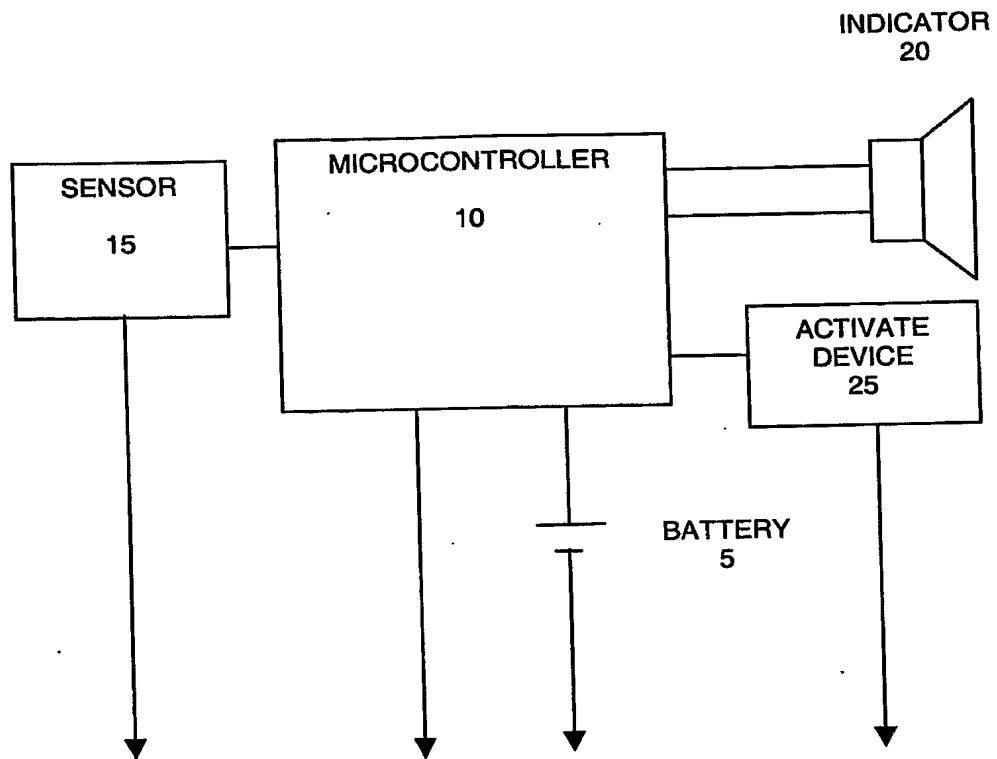 INDICATOR
20
SENSOR
15
MICROCONTROLLER
10
ACTIVATE
DEVICE
25
BATTERY
5